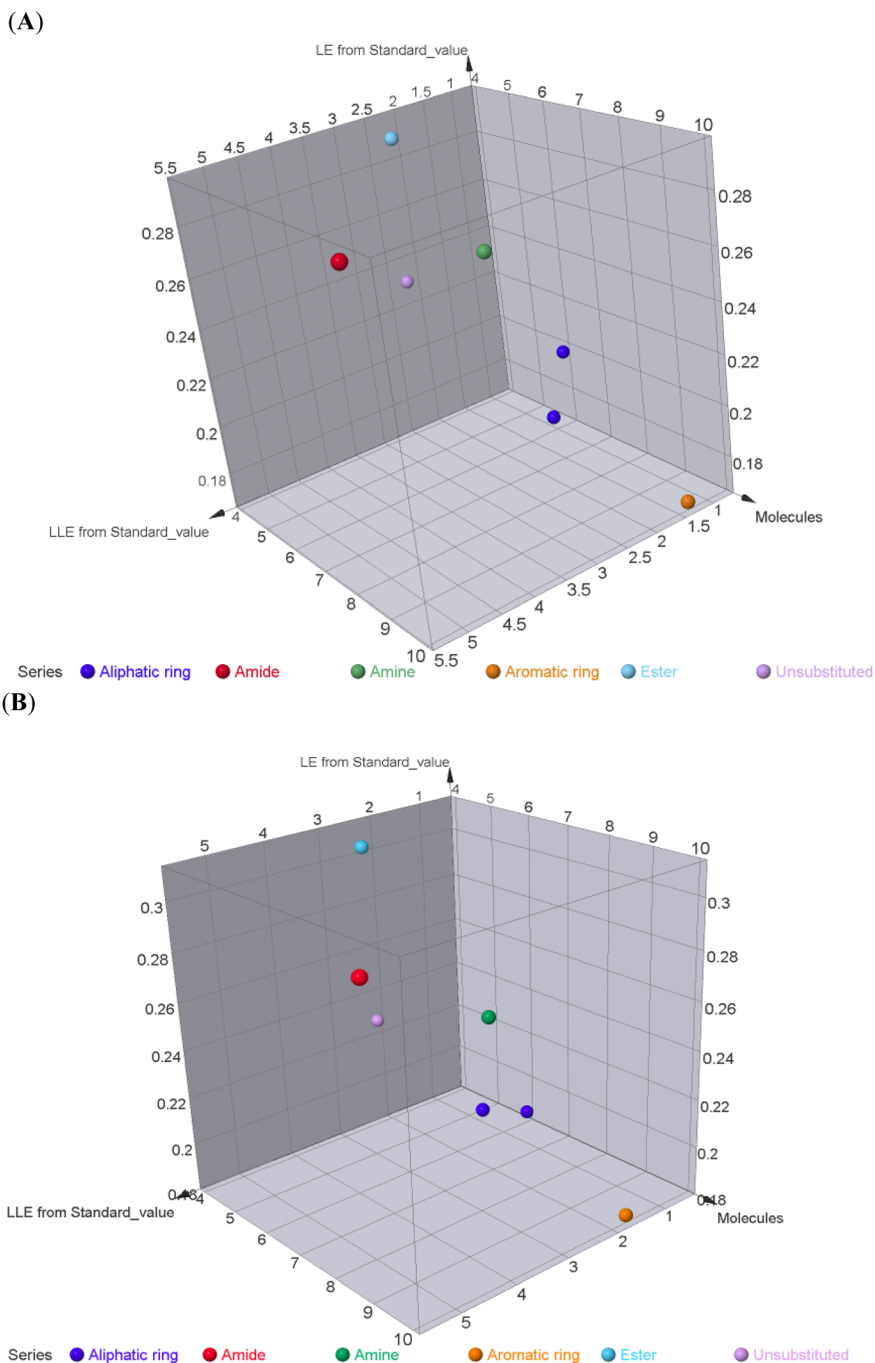 (A)
LE from Standard_value
5.5 5 4.5 4 3.5 3 2.5 2 1.5 1 4 5 6 7 8 9 10
0.28 0.28
0.26 0.26
0.24 0.24
0.22 0.22
0.2 0.2
0.18 0.18
LLE from Standard_value
Molecules
4 5 6 7 8 9 10
5.5 5 4.5 4 3.5 3 2.5 2 1.5 1
Series Aliphatic ring Amide Amine Aromatic ring Ester Unsubstituted
(B)
LE from Standard_value
5 4 3 2 1 4 5 6 7 8 9 10
0.3 0.3
0.28 0.28
0.26 0.26
0.24 0.24
0.22 0.22
0.2 0.2
0.18 0.18
LLE from Standard_value
Molecules
4 5 6 7 8 9 10
5 4 3 2 1
Series Aliphatic ring Amide Amine Aromatic ring Ester Unsubstituted